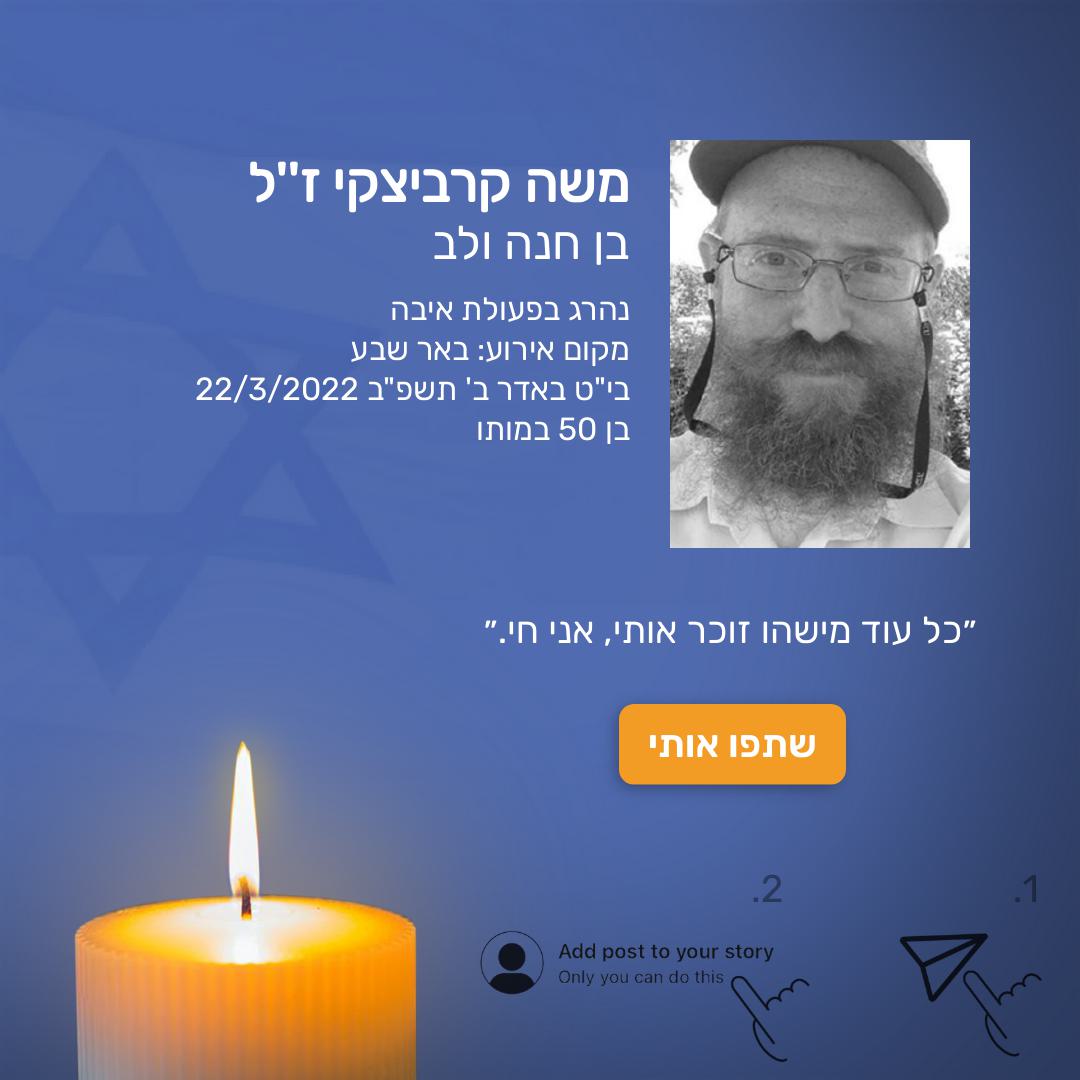 משה קרביצקי ז"ל
בן חנה ולב
נהרג בפעולת איבה
מקום אירוע: באר שבע
בי"ט באדר ב' תשפ"ב 22/3/2022
בן 50 במותו
״כל עוד מישהו זוכר אותי, אני חי.״
שתפו אותי
1.
2.
Add post to your story
Only you can do this